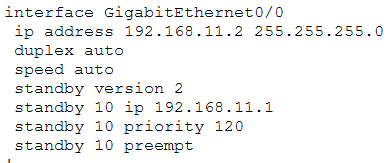 interface GigabitEthernet0/0
ip address 192.168.11.2 255.255.255.0
duplex auto
speed auto
standby version 2
standby 10 ip 192.168.11.1
standby 10 priority 120
standby 10 preempt